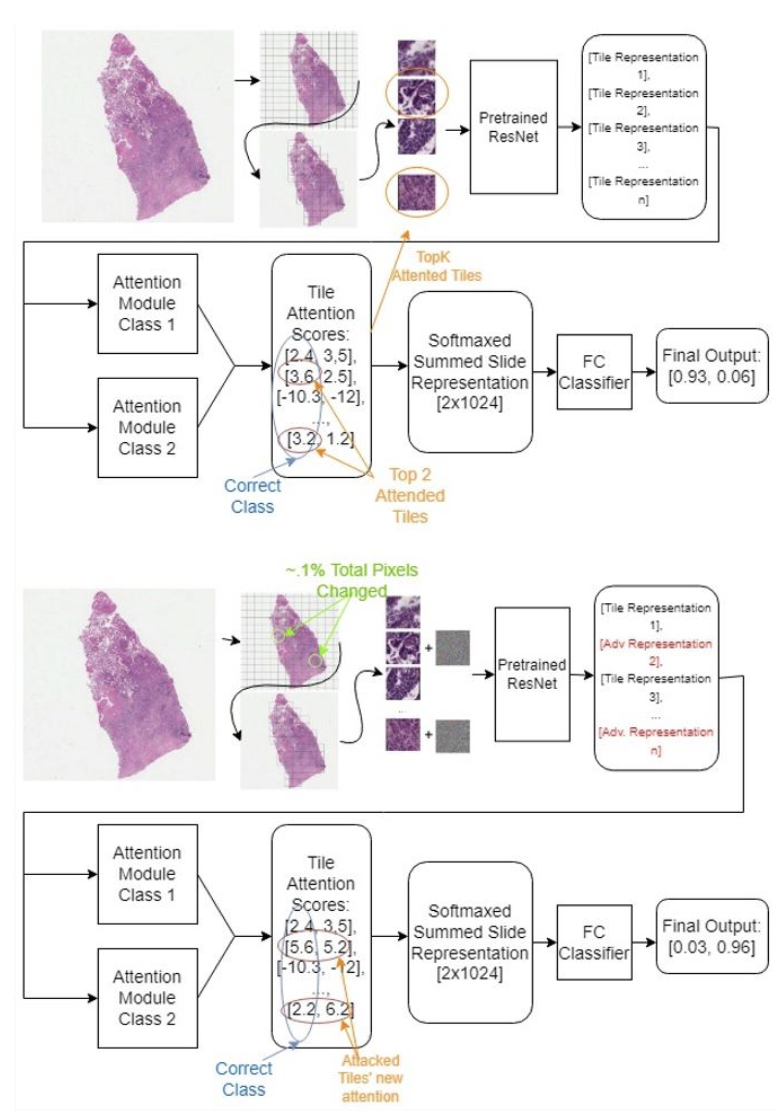 [Tile Representation
1],
[Tile Representation
2],
[Tile Representation
3],
...
[Tile Representation
n]
Pretrained
ResNet
TopK
Attented Tiles
Attention
Module
Class 1
Attention
Module
Class 2
Tile
Attention
Scores:
[2.4, 3,5],
[3.6, 2.5],
[-10.3, -12],
...,
[3.2, 1.2]
Softmaxed
Summed Slide
Representation
[2x1024]
FC
Classifier
Final Output:
[0.93, 0.06]
Correct
Class
Top 2
Attended
Tiles
~.1% Total Pixels
Changed
+
...
+
Pretrained
ResNet
[Tile Representation
1],
[Adv Representation
2],
[Tile Representation
3],
...
[Adv. Representation
n]
Attention
Module
Class 1
Attention
Module
Class 2
Tile
Attention
Scores:
[2.4, 3,5],
[5.6, 5.2],
[-10.3, -12],
...,
[2.2, 6.2]
Softmaxed
Summed Slide
Representation
[2x1024]
FC
Classifier
Final Output:
[0.03, 0.96]
Correct
Class
Attacked
Tiles' new
attention